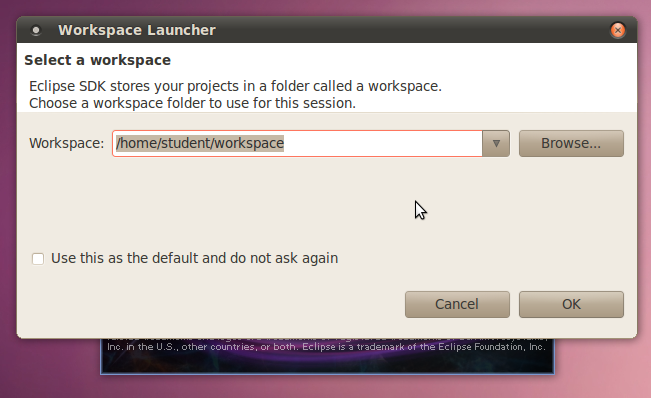 Workspace Launcher
Select a workspace
Eclipse SDK stores your projects in a folder called a workspace.
Choose a workspace folder to use for this session.
Workspace: /home/student/workspace Browse...
Use this as the default and do not ask again
Cancel OK
Inc. in the U.S., other countries, or both. Eclipse is a trademark of the Eclipse Foundation, Inc.